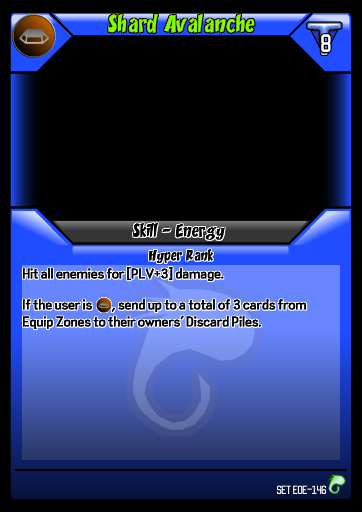 Shard Avalanche
8
Skill - Energy
Hyper Rank
Hit all enemies for [PLV+3] damage.
If the user is , send up to a total of 3 cards from
Equip Zones to their owners' Discard Piles.
SET EOE-146